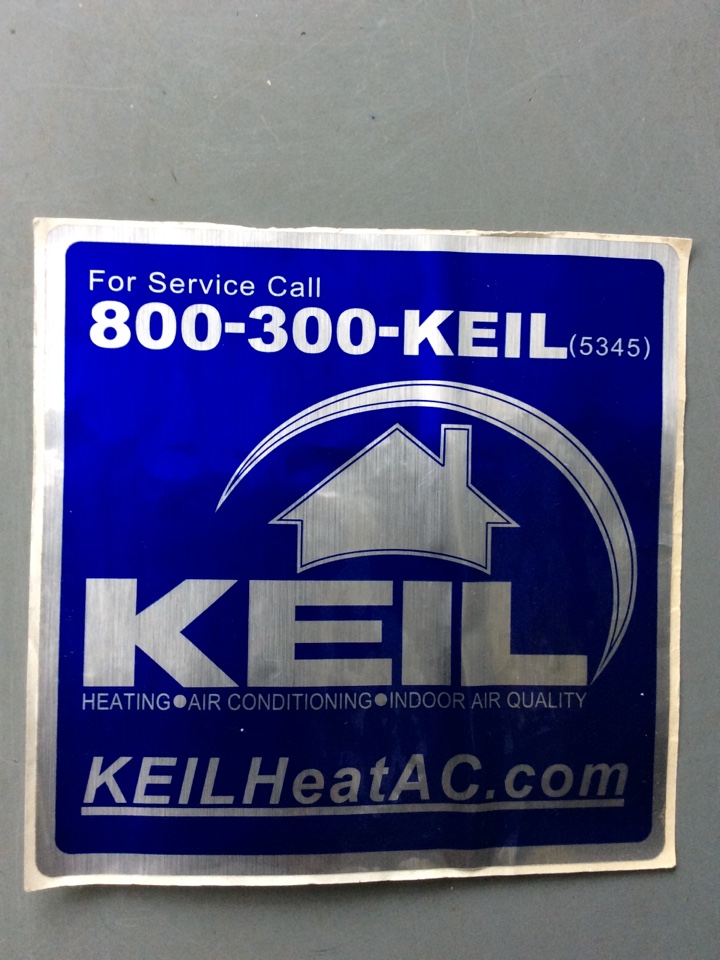 For Service Call
800-300-KEIL(5345)
KEIL
HEATING●AIR CONDITIONING●INDOOR AIR QUALITY
KEILHeatAC.com